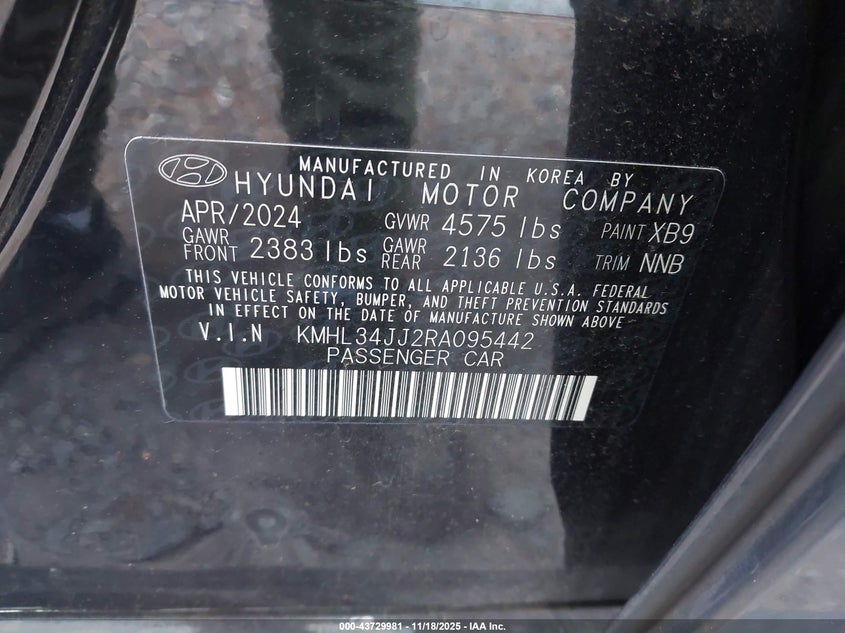 MANUFACTURED IN KOREA BY
HYUNDAI MOTOR COMPANY
APR/2024 GVWR 4575 lbs PAINT XB9
GAWR FRONT 2383 lbs GAWR REAR 2136 lbs TRIM NNB
THIS VEHICLE CONFORMS TO ALL APPLICABLE U.S.A. FEDERAL
MOTOR VEHICLE SAFETY, BUMPER, AND THEFT PREVENTION STANDARDS
IN EFFECT ON THE DATE OF MANUFACTURE SHOWN ABOVE
V.I.N KMHL34JJ2RA095442
PASSENGER CAR
000-43729981 - 11/18/2025 - IAA Inc.